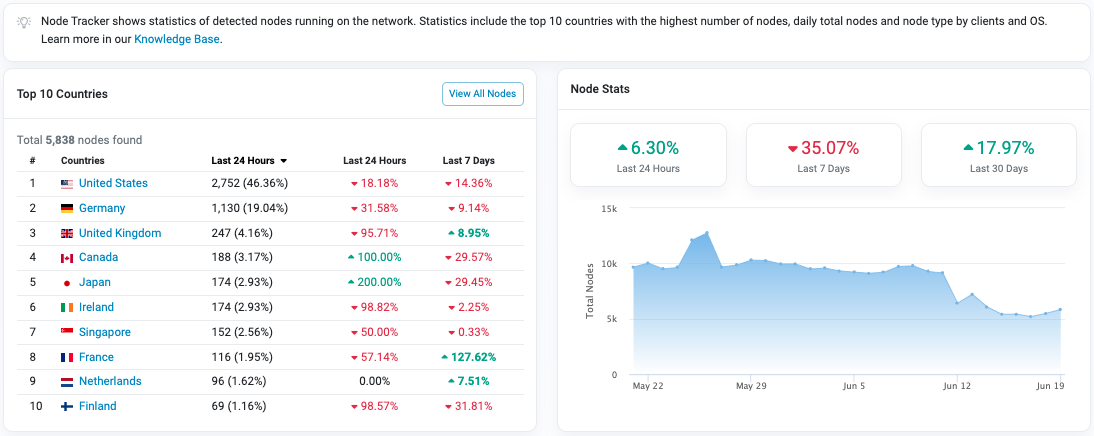 Node Tracker shows statistics of detected nodes running on the network. Statistics include the top 10 countries with the highest number of nodes, daily total nodes and node type by clients and OS.
Learn more in our Knowledge Base.
Top 10 Countries
View All Nodes
Total 5,838 nodes found
# Countries Last 24 Hours Last 24 Hours Last 7 Days
1 United States 2,752 (46.36%) 18.18% 14.36%
2 Germany 1,130 (19.04%) 31.58% 9.14%
3 United Kingdom 247 (4.16%) 95.71% 8.95%
4 Canada 188 (3.17%) 100.00% 29.57%
5 Japan 174 (2.93%) 200.00% 29.45%
6 Ireland 174 (2.93%) 98.82% 2.25%
7 Singapore 152 (2.56%) 50.00% 0.33%
8 France 116 (1.95%) 57.14% 127.62%
9 Netherlands 96 (1.62%) 0.00% 7.51%
10 Finland 69 (1.16%) 98.57% 31.81%
Node Stats
6.30%
Last 24 Hours
35.07%
Last 7 Days
17.97%
Last 30 Days
Total Nodes
15k
10k
5k
0
May 22 May 29 Jun 5 Jun 12 Jun 19